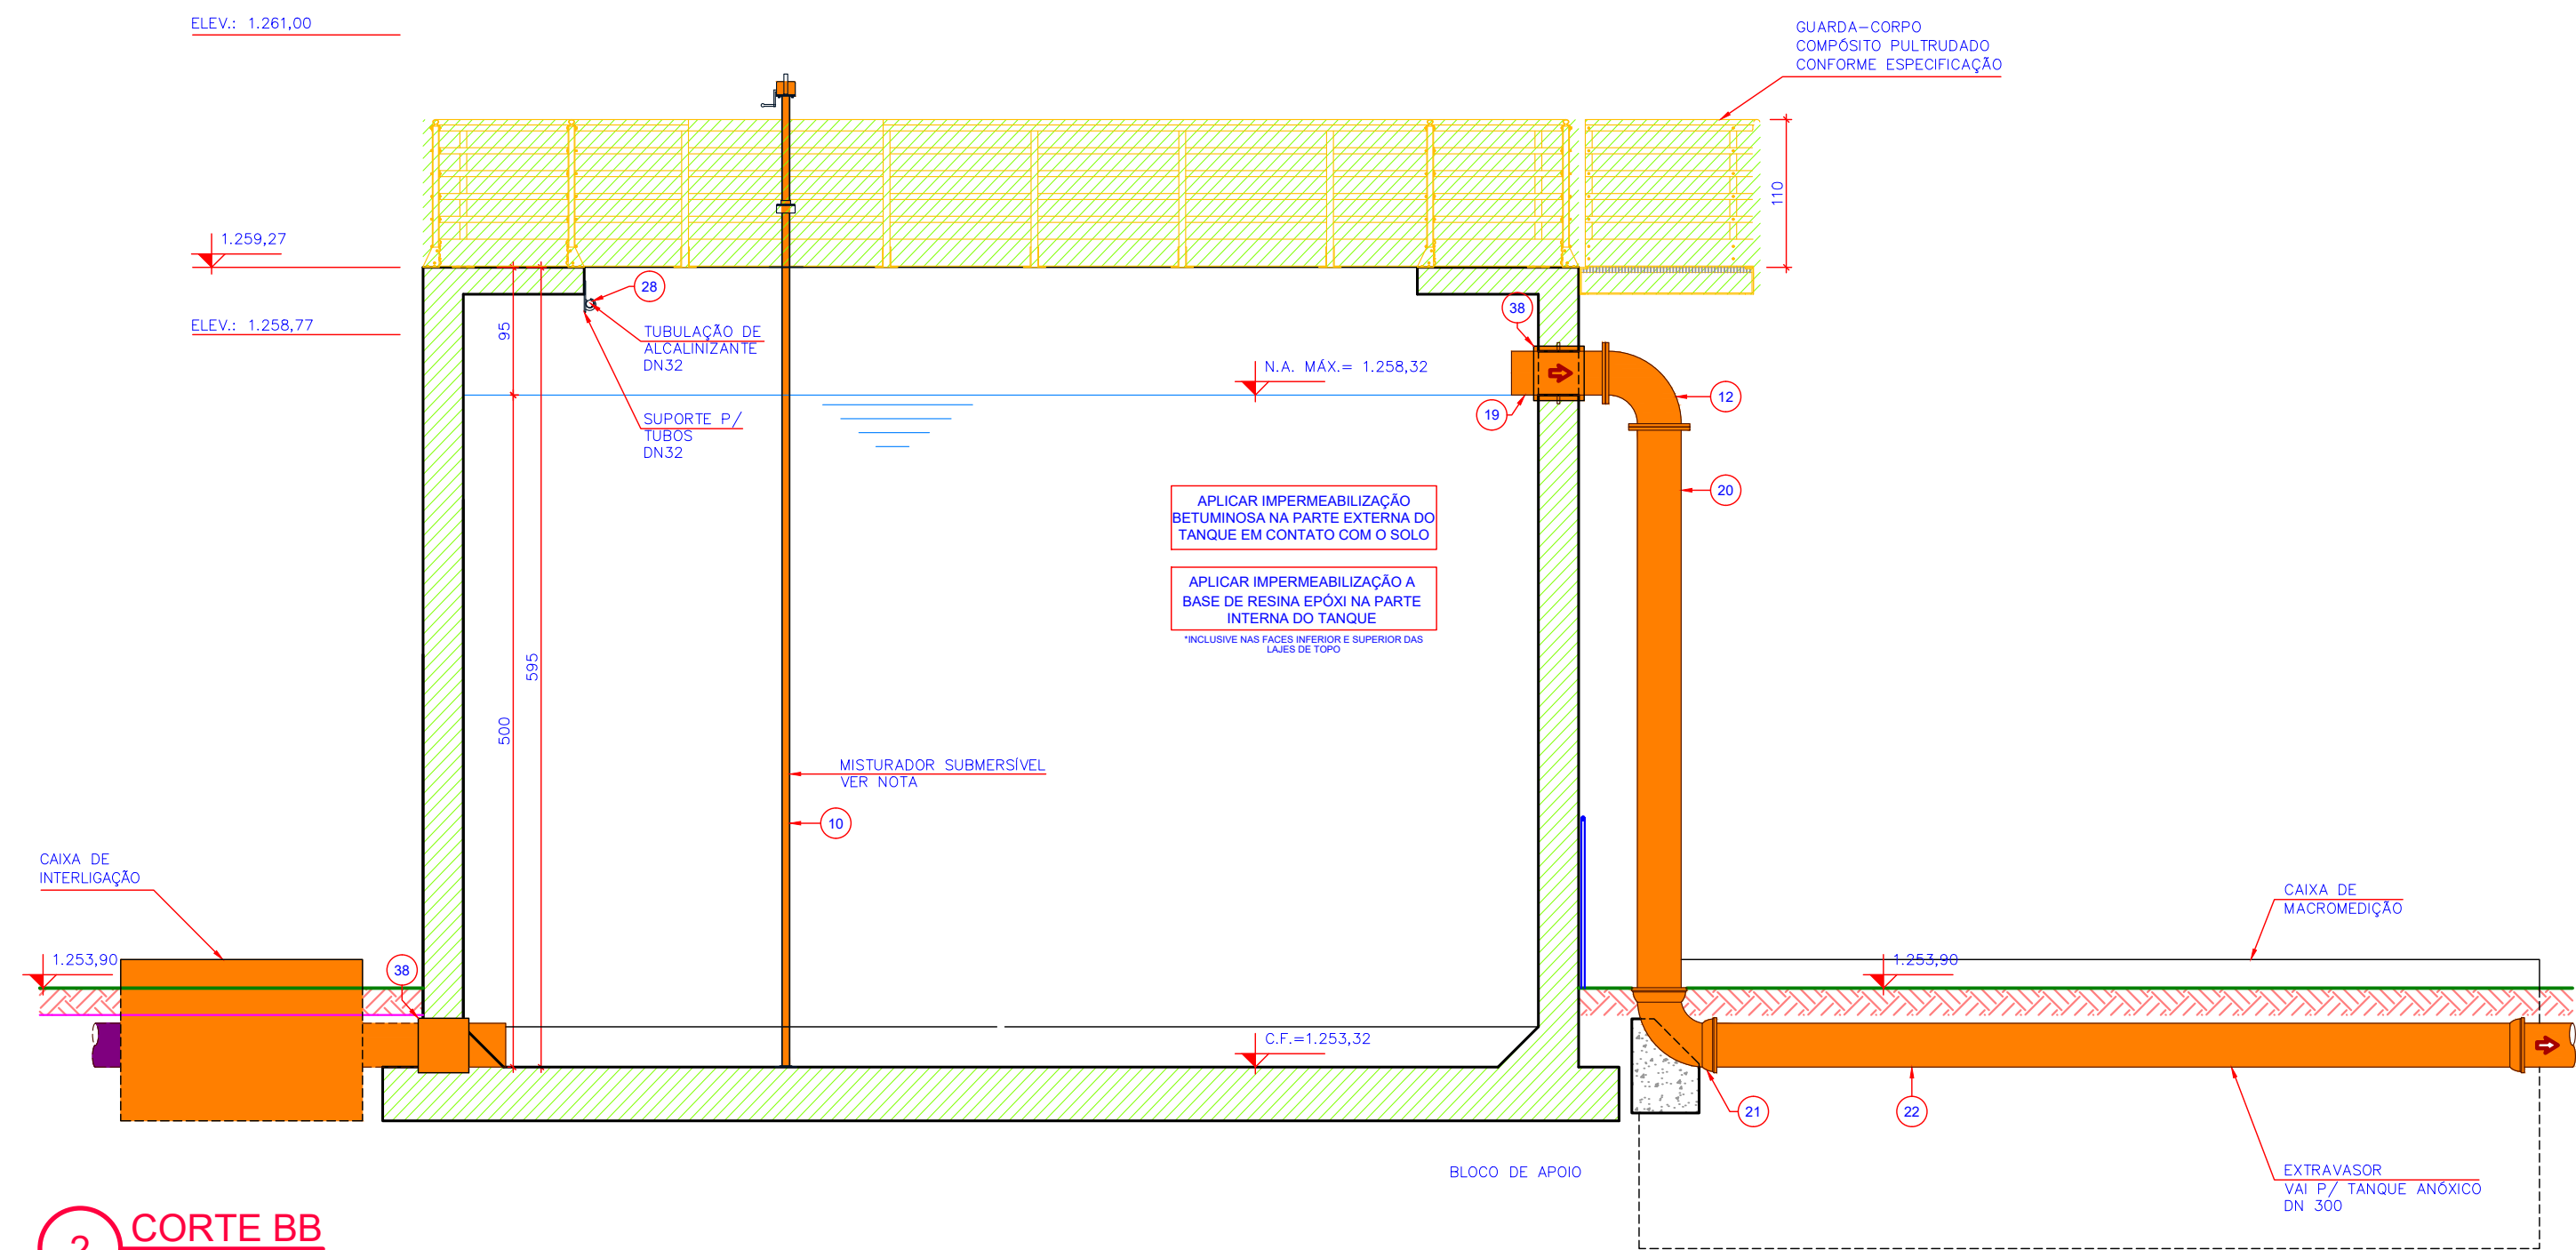 ELEV.: 1.261,00
GUARDA-CORPO
COMPÓSITO PULTRUDADO
CONFORME ESPECIFICAÇÃO
110
1.259,27
28
38
ELEV.: 1.258,77
95
TUBULAÇÃO DE
ALCALINIZANTE
DN32
N.A. MÁX.= 1.258,32
12
19
SUPORTE P/
TUBOS
DN32
20
APLICAR IMPERMEABILIZAÇÃO
BETUMINOSA NA PARTE EXTERNA DO
TANQUE EM CONTATO COM O SOLO
APLICAR IMPERMEABILIZAÇÃO A
BASE DE RESINA EPÓXI NA PARTE
INTERNA DO TANQUE
*INCLUSIVE NAS FACES INFERIOR E SUPERIOR DAS
LAJES DE TOPO
595
500
MISTURADOR SUBMERSÍVEL
VER NOTA
10
CAIXA DE
INTERLIGAÇÃO
CAIXA DE
MACROMEDIÇÃO
1.253,90
38
1.253,90
C.F.=1.253,32
21
22
BLOCO DE APOIO
EXTRAVASOR
VAI P/ TANQUE ANÓXICO
DN 300
2
CORTE BB